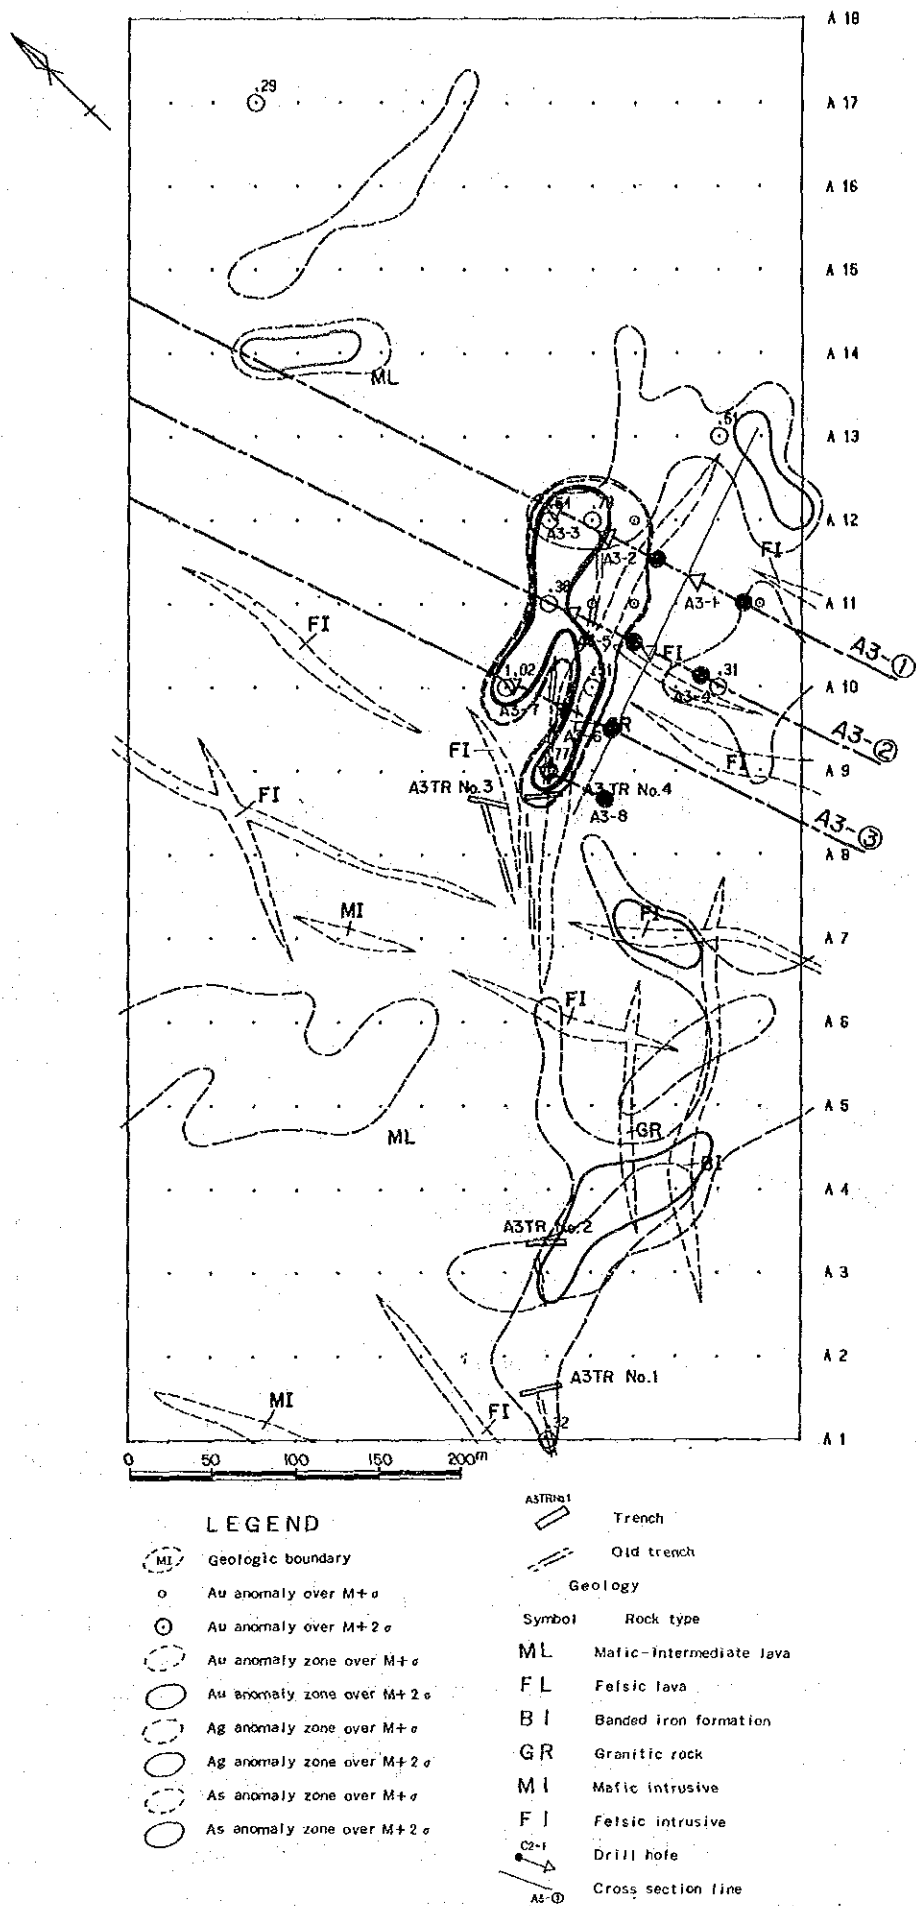 A 18
.29
A 17
A 16
A 15
A 14
ML
.61
A 13
.64
.78
A 12
A3-3
A3-2
FI
.38
A3-1
A 11
FI
FI
A3-①
1.02
.31
A 10
A3-7
A3-4
A3-6
GR
A3-②
FI
.77
FI
A 9
A3TR No.3
A3TR No.4
FI
A3-8
A3-③
A 8
MI
FI
A 7
FI
A 6
A 5
ML
GR
BI
A 4
A3TR No.2
A 3
A 2
A3TR No.1
MI
FI
.32
A 1
0 50 100 150 200m
LEGEND
MI Geologic boundary
Au anomaly over M+σ
Au anomaly over M+2σ
Au anomaly zone over M+σ
Au anomaly zone over M+2σ
Ag anomaly zone over M+σ
Ag anomaly zone over M+2σ
As anomaly zone over M+σ
As anomaly zone over M+2σ
A3TRNo1 Trench
Old trench
Geology
Symbol Rock type
ML Mafic-intermediate lava
FL Felsic lava
BI Banded iron formation
GR Granitic rock
MI Mafic intrusive
FI Felsic intrusive
C2-1 Drill hole
A3-① Cross section line